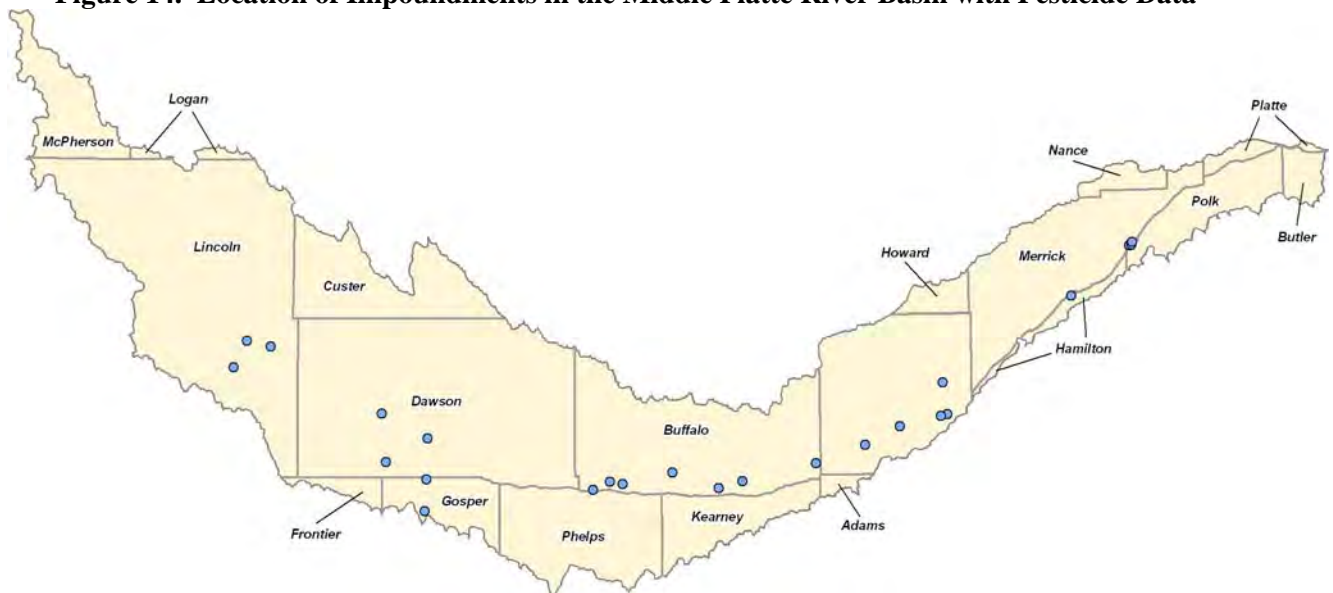 Figure 14. Location of Impoundments in the Middle Platte River Basin with Pesticide Data
Logan
Platte
McPherson
Nance
Polk
Lincoln
Howard
Merrick
Butler
Custer
Hamilton
Dawson
Buffalo
Gosper
Kearney
Frontier
Phelps
Adams